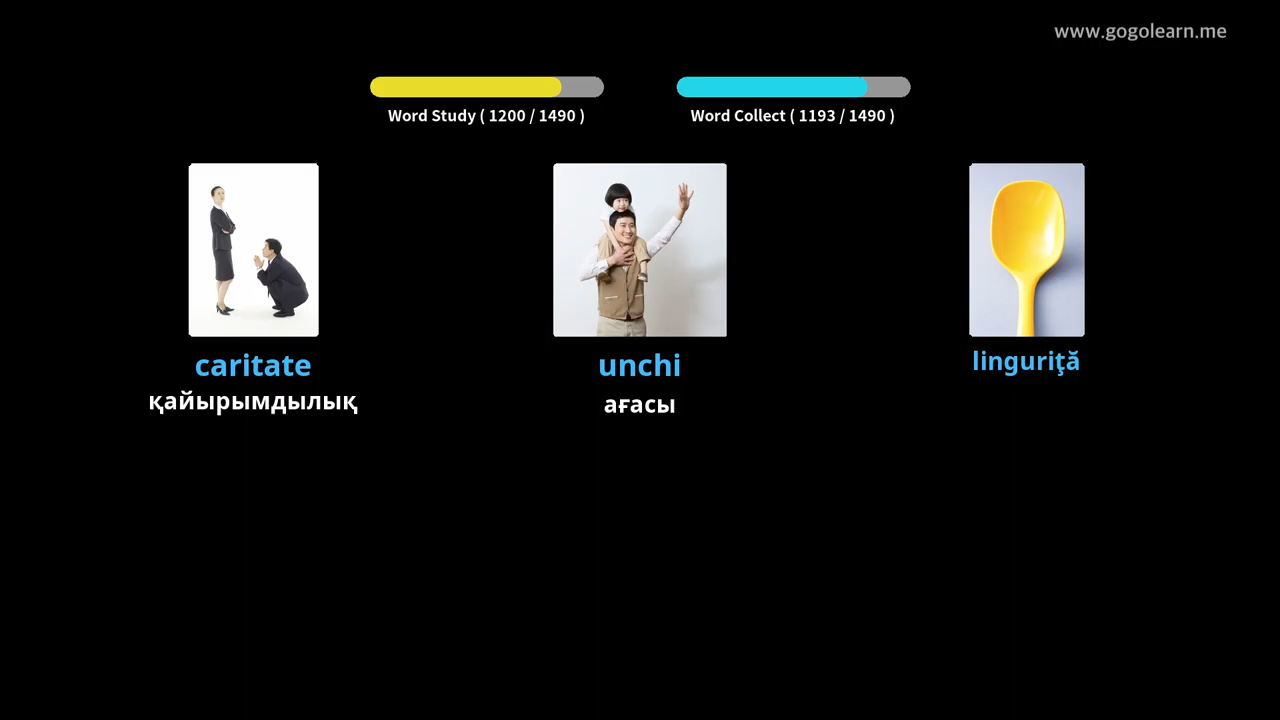 www.gogolearn.me
Word Study ( 1200 / 1490 )
Word Collect ( 1193 / 1490 )
caritate
қайырымдылық
unchi
ағасы
linguriţă